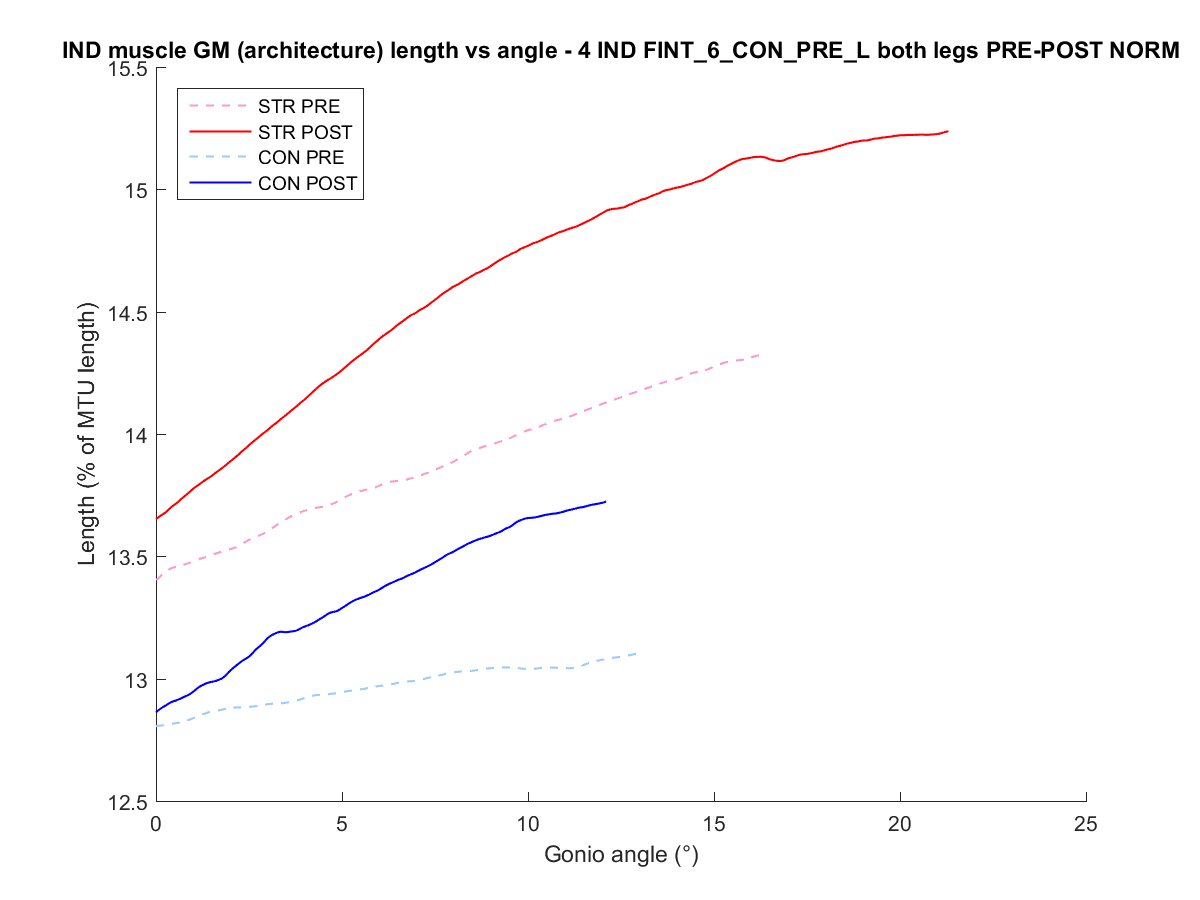 IND muscle GM (architecture) length vs angle - 4 IND FINT_6_CON_PRE_L both legs PRE-POST NORM
15.5
STR PRE
STR POST
CON PRE
CON POST
15
14.5
14
13.5
13
12.5
Length (% of MTU length)
0 5 10 15 20 25
Gonio angle (°)